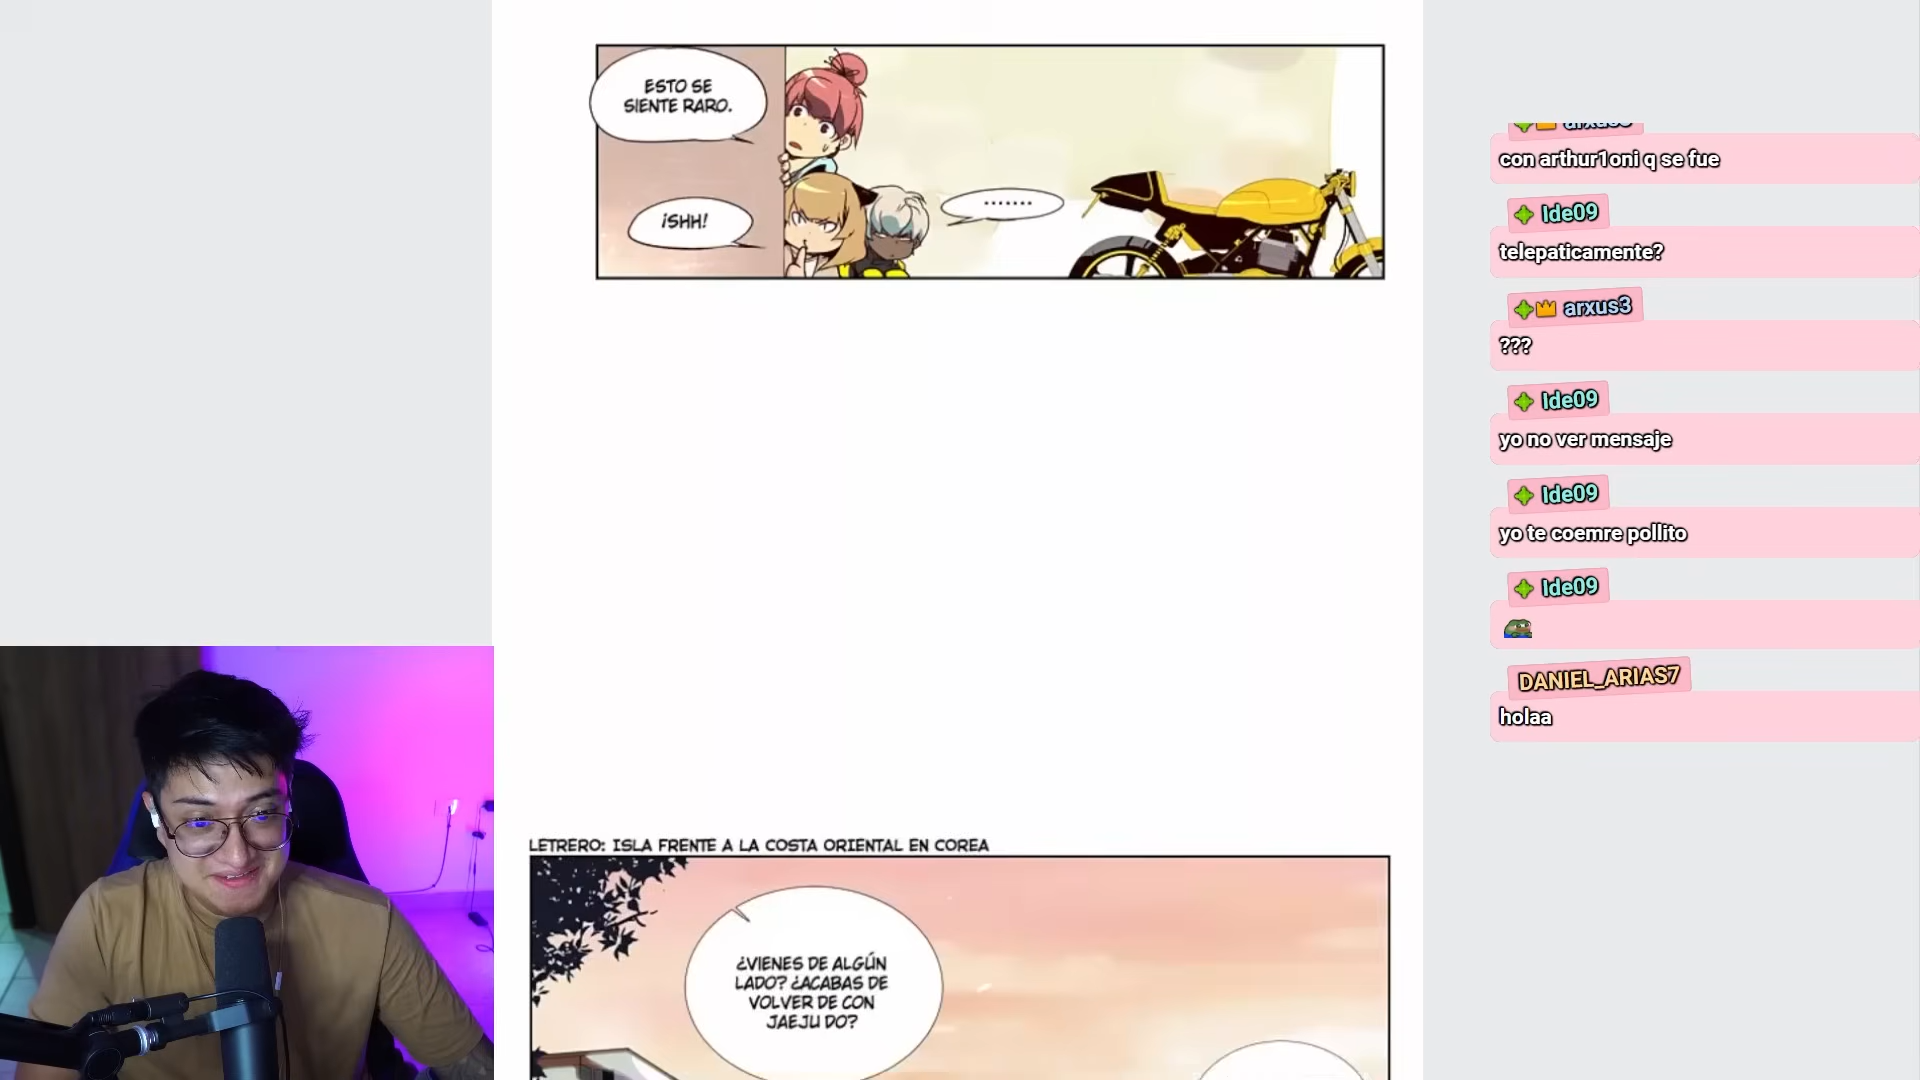 ESTO SE
SIENTE RARO.
¡SHH!
.......
LETRERO: ISLA FRENTE A LA COSTA ORIENTAL EN COREA
¿VIENES DE ALGÚN
LADO? ¿ACABAS DE
VOLVER DE CON
JAEJU DO?
arxus3
con arthur1oni q se fue
lde09
telepaticamente?
arxus3
???
lde09
yo no ver mensaje
lde09
yo te coemre pollito
lde09
DANIEL_ARIAS7
holaa